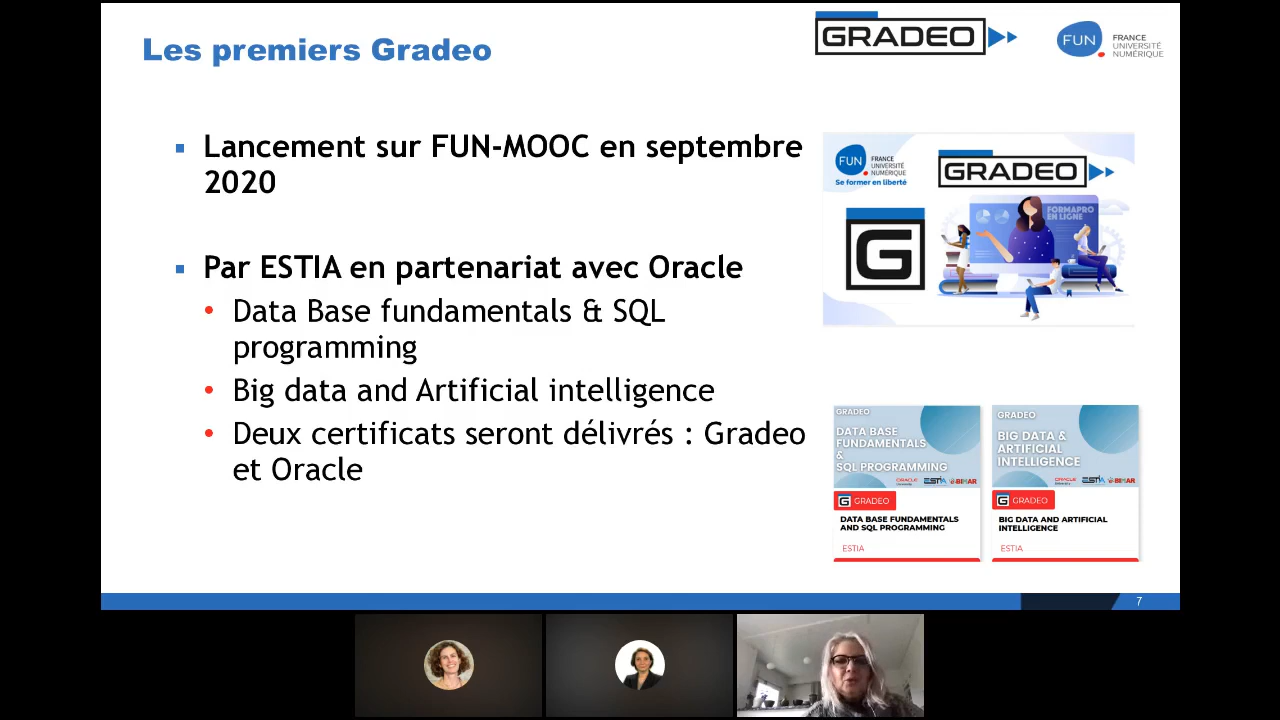 Les premiers Gradeo
GRADEO
FUN
FRANCE
UNIVERSITÉ
NUMÉRIQUE
Lancement sur FUN-MOOC en septembre
2020
Par ESTIA en partenariat avec Oracle
Data Base fundamentals & SQL
programming
Big data and Artificial intelligence
Deux certificats seront délivrés : Gradeo
et Oracle
FUN
FRANCE
UNIVERSITÉ
NUMÉRIQUE
Se former en liberté
GRADEO
FORMAPRO
EN LIGNE
G
GRADEO
DATA BASE
FUNDAMENTALS
&
SQL PROGRAMMING
ORACLE ESTIA
G GRADEO
DATA BASE FUNDAMENTALS
AND SQL PROGRAMMING
ESTIA
GRADEO
BIG DATA &
ARTIFICIAL
INTELLIGENCE
ORACLE ESTIA
G GRADEO
BIG DATA AND ARTIFICIAL
INTELLIGENCE
ESTIA
7